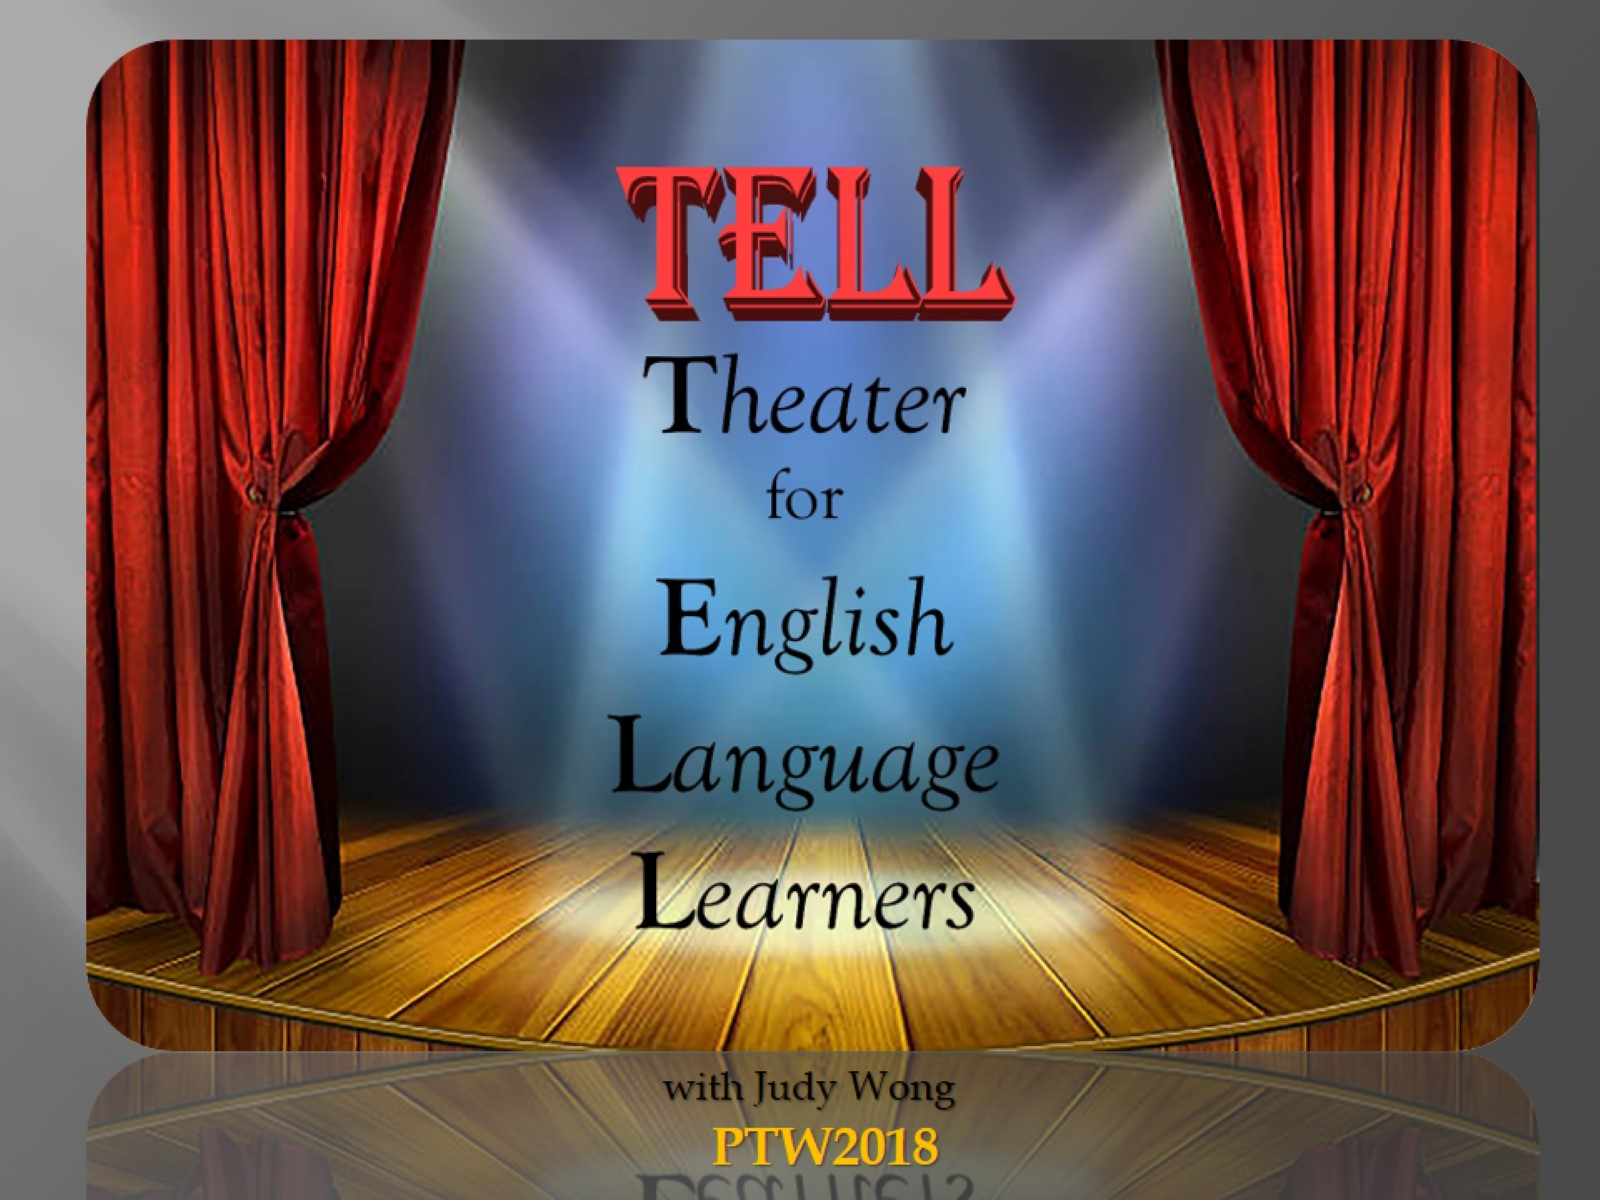 TELL
Theater
for
English
Language
Learners
with Judy Wong
PTW2018